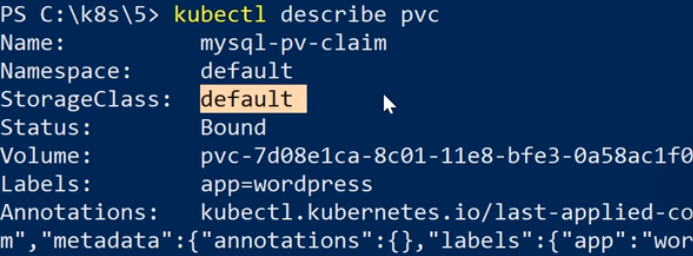 PS C:\k8s\5> kubectl describe pvc
Name: mysql-pv-claim
Namespace: default
StorageClass: default
Status: Bound
Volume: pvc-7d08e1ca-8c01-11e8-bfe3-0a58ac1f0
Labels: app=wordpress
Annotations: kubectl.kubernetes.io/last-applied-co
m","metadata":{"annotations":{},"labels":{"app":"wor